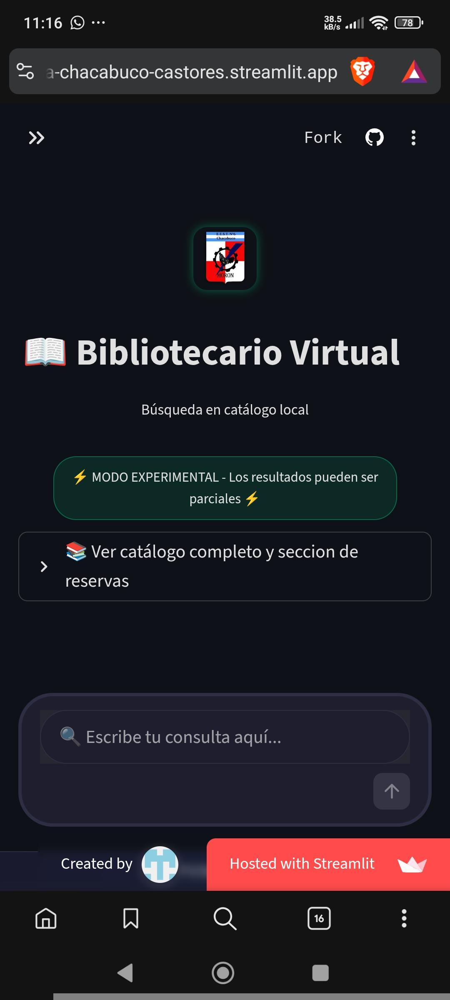 11:16
38.5
kB/s
78
a-chacabuco-castores.streamlit.app
Fork
E.E.S.T. Nº6
Chacabuco
MORON
📖 Bibliotecario Virtual
Búsqueda en catálogo local
⚡ MODO EXPERIMENTAL - Los resultados pueden ser
parciales ⚡
📚 Ver catálogo completo y seccion de
reservas
🔍 Escribe tu consulta aquí...
Created by
Hosted with Streamlit
16